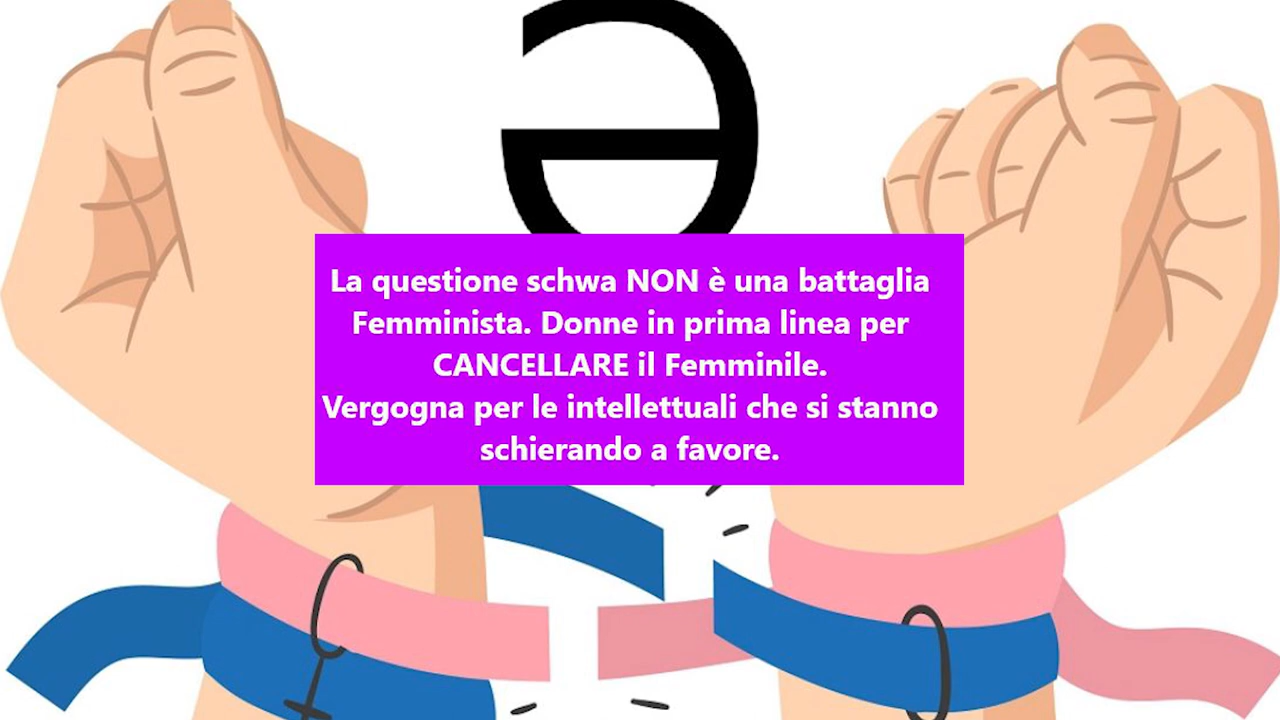 ə
La questione schwa NON è una battaglia
Femminista. Donne in prima linea per
CANCELLARE il Femminile.
Vergogna per le intellettuali che si stanno
schierando a favore.